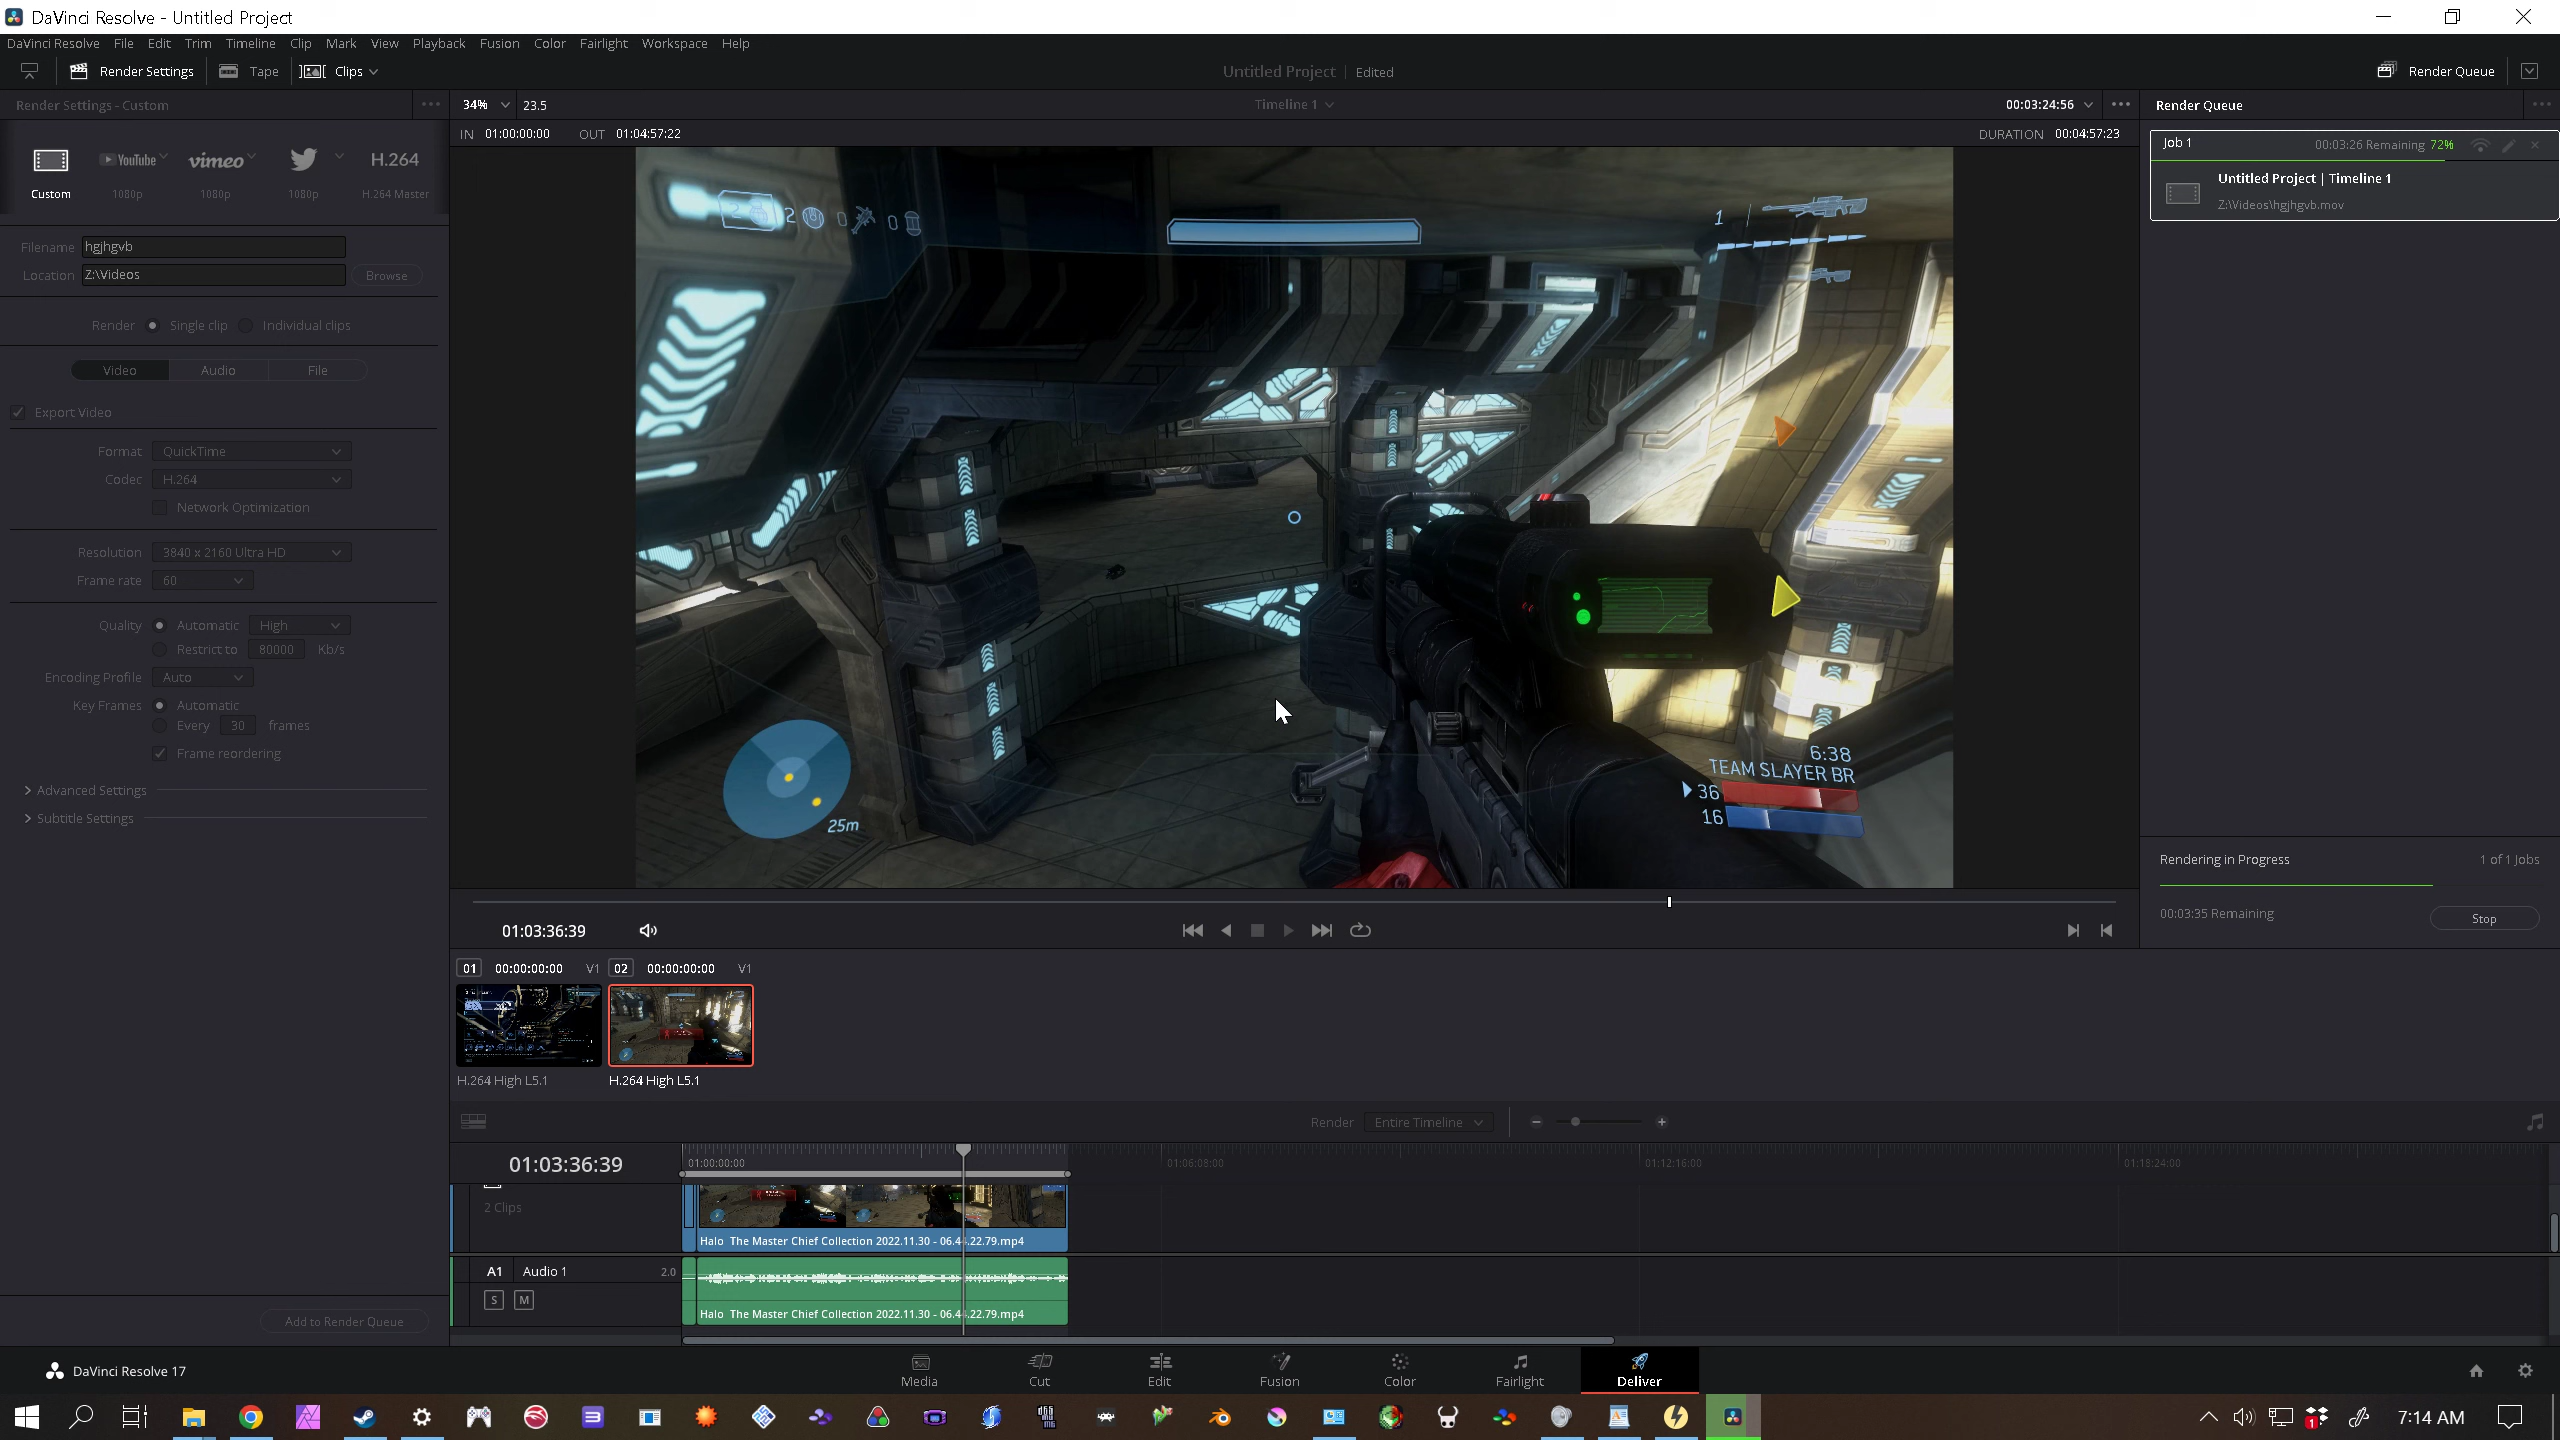 DaVinci Resolve - Untitled Project
DaVinci Resolve File Edit Trim Timeline Clip Mark View Playback Fusion Color Fairlight Workspace Help
Render Settings Tape Clips Untitled Project Edited Render Queue
Render Settings - Custom 34% 23.5 Timeline 1 00:03:24:56 Render Queue
IN 01:00:00:00 OUT 01:04:57:22 DURATION 00:04:57:23
Job 1 00:03:26 Remaining 72%
Untitled Project | Timeline 1
Z:\Videos\hgjhgvb.mov
YouTube vimeo H.264
Custom 1080p 1080p 1080p H.264 Master
Filename hgjhgvb
Location Z:\Videos Browse
Render Single clip Individual clips
Video Audio File
Export Video
Format QuickTime
Codec H.264
Network Optimization
Resolution 3840 x 2160 Ultra HD
Frame rate 60
Quality Automatic High
Restrict to 80000 Kb/s
Encoding Profile Auto
Key Frames Automatic
Every 30 frames
Frame reordering
Advanced Settings
Subtitle Settings
2 2 0 0
1
25m
6:38
TEAM SLAYER BR
36
16
Rendering in Progress 1 of 1 Jobs
00:03:35 Remaining Stop
01:03:36:39
01 00:00:00:00 V1 02 00:00:00:00 V1
H.264 High L5.1 H.264 High L5.1
Render Entire Timeline
01:03:36:39 01:00:00:00 01:06:08:00 01:12:16:00 01:18:24:00
2 Clips
Halo The Master Chief Collection 2022.11.30 - 06.44.22.79.mp4
A1 Audio 1 2.0
S M
Halo The Master Chief Collection 2022.11.30 - 06.44.22.79.mp4
Add to Render Queue
DaVinci Resolve 17 Media Cut Edit Fusion Color Fairlight Deliver
7:14 AM